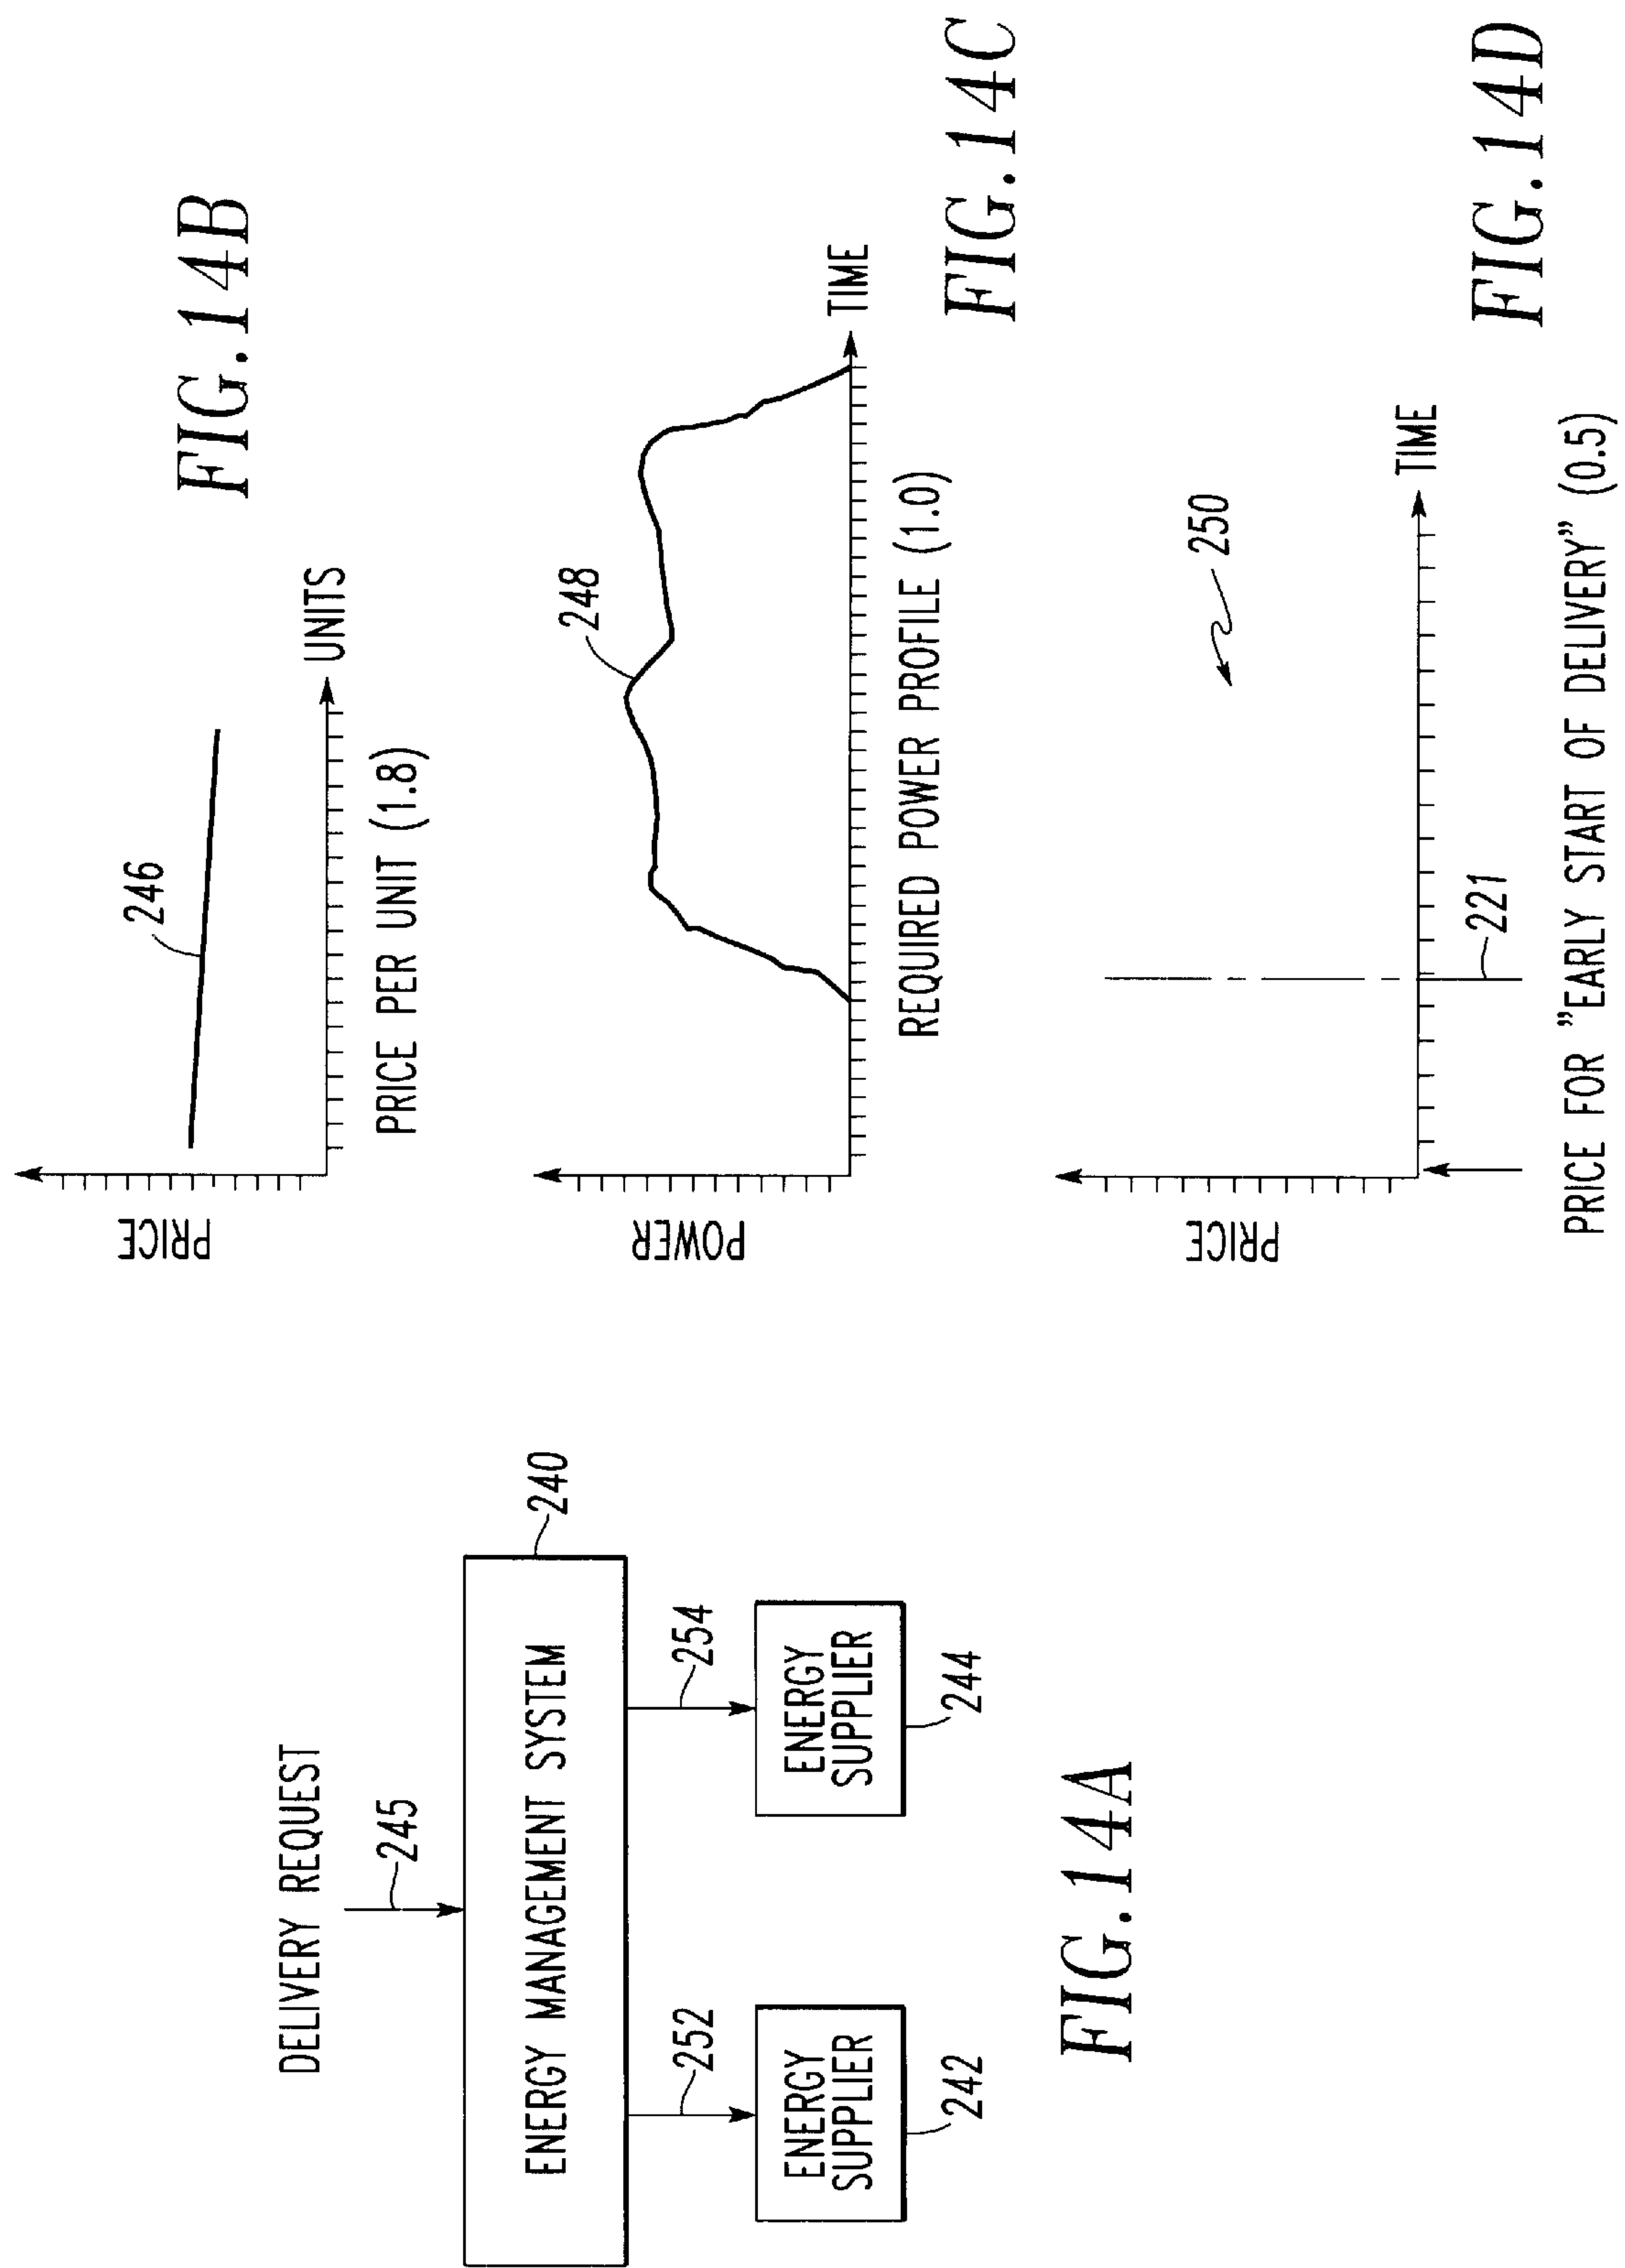 DELIVERY REQUEST
245
ENERGY MANAGEMENT SYSTEM
240
252
254
ENERGY
SUPPLIER
242
ENERGY
SUPPLIER
244
FIG.14A
PRICE
246
UNITS
PRICE PER UNIT (1.8)
FIG.14B
POWER
248
TIME
REQUIRED POWER PROFILE (1.0)
FIG.14C
PRICE
250
TIME
221
PRICE FOR "EARLY START OF DELIVERY" (0.5)
FIG.14D